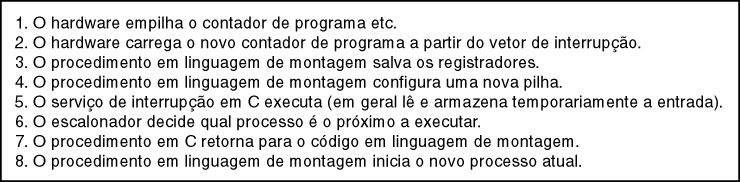 1. O hardware empilha o contador de programa etc.
2. O hardware carrega o novo contador de programa a partir do vetor de interrupção.
3. O procedimento em linguagem de montagem salva os registradores.
4. O procedimento em linguagem de montagem configura uma nova pilha.
5. O serviço de interrupção em C executa (em geral lê e armazena temporariamente a entrada).
6. O escalonador decide qual processo é o próximo a executar.
7. O procedimento em C retorna para o código em linguagem de montagem.
8. O procedimento em linguagem de montagem inicia o novo processo atual.